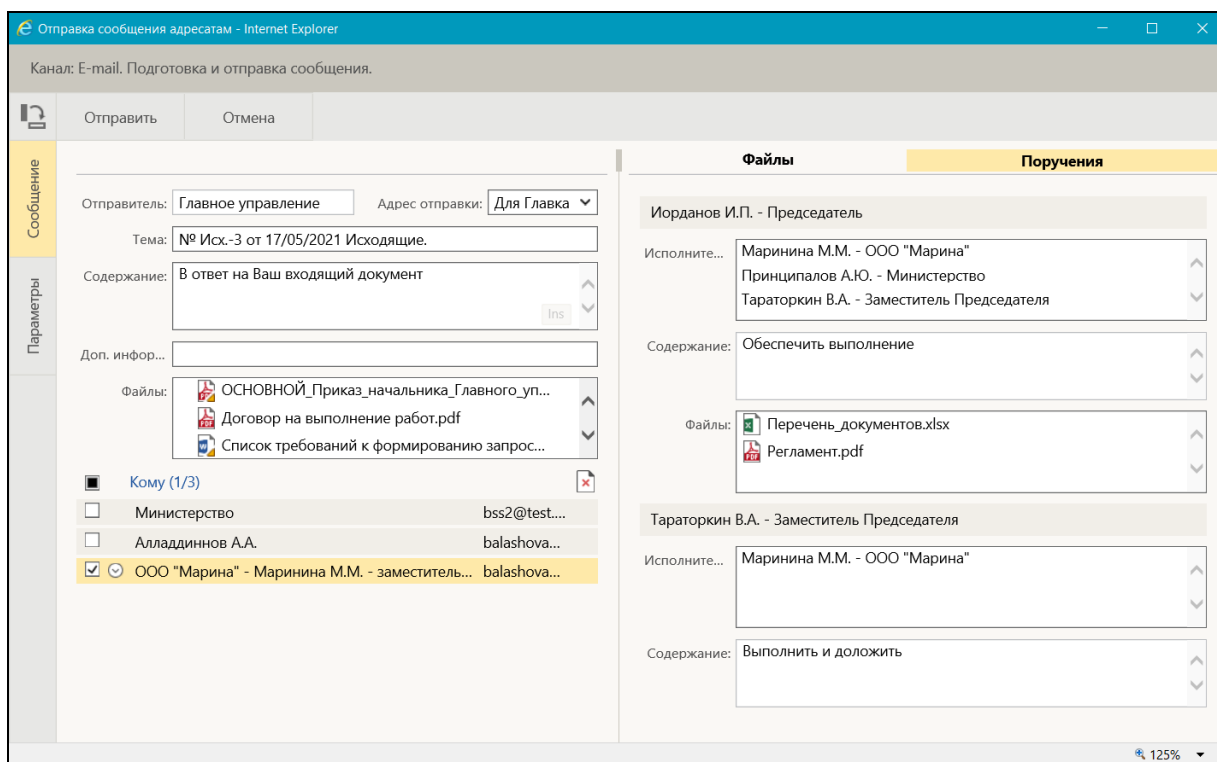 Отправка сообщения адресатам - Internet Explorer
Канал: E-mail. Подготовка и отправка сообщения.
Отправить Отмена
Сообщение
Параметры
Отправитель: Главное управление Адрес отправки: Для Главка
Тема: № Исх.-3 от 17/05/2021 Исходящие.
Содержание: В ответ на Ваш входящий документ
Ins
Доп. инфор...
Файлы: ОСНОВНОЙ_Приказ_начальника_Главного_уп...
Договор на выполнение работ.pdf
Список требований к формированию запрос...
Кому (1/3)
Министерство bss2@test....
Алладдиннов А.А. balashova...
ООО "Марина" - Маринина М.М. - заместитель... balashova...
Файлы Поручения
Иорданов И.П. - Председатель
Исполните... Маринина М.М. - ООО "Марина"
Принципалов А.Ю. - Министерство
Тараторкин В.А. - Заместитель Председателя
Содержание: Обеспечить выполнение
Файлы: Перечень_документов.xlsx
Регламент.pdf
Тараторкин В.А. - Заместитель Председателя
Исполните... Маринина М.М. - ООО "Марина"
Содержание: Выполнить и доложить
125%